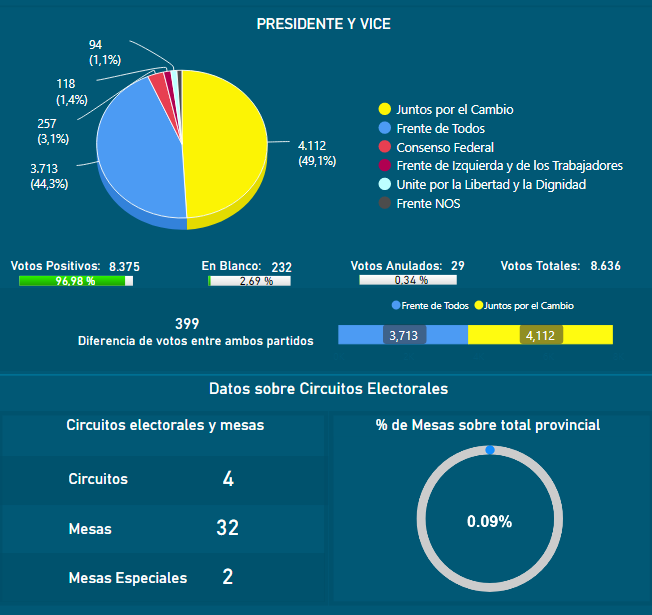 PRESIDENTE Y VICE
94
(1,1%)
118
(1,4%)
257
(3,1%)
3.713
(44,3%)
4.112
(49,1%)
Juntos por el Cambio
Frente de Todos
Consenso Federal
Frente de Izquierda y de los Trabajadores
Unite por la Libertad y la Dignidad
Frente NOS
Votos Positivos: 8.375
96,98 %
En Blanco: 232
2,69 %
Votos Anulados: 29
0.34 %
Votos Totales: 8.636
399
Diferencia de votos entre ambos partidos
Frente de Todos Juntos por el Cambio
3,713 4,112
Datos sobre Circuitos Electorales
Circuitos electorales y mesas
Circuitos 4
Mesas 32
Mesas Especiales 2
% de Mesas sobre total provincial
0.09%